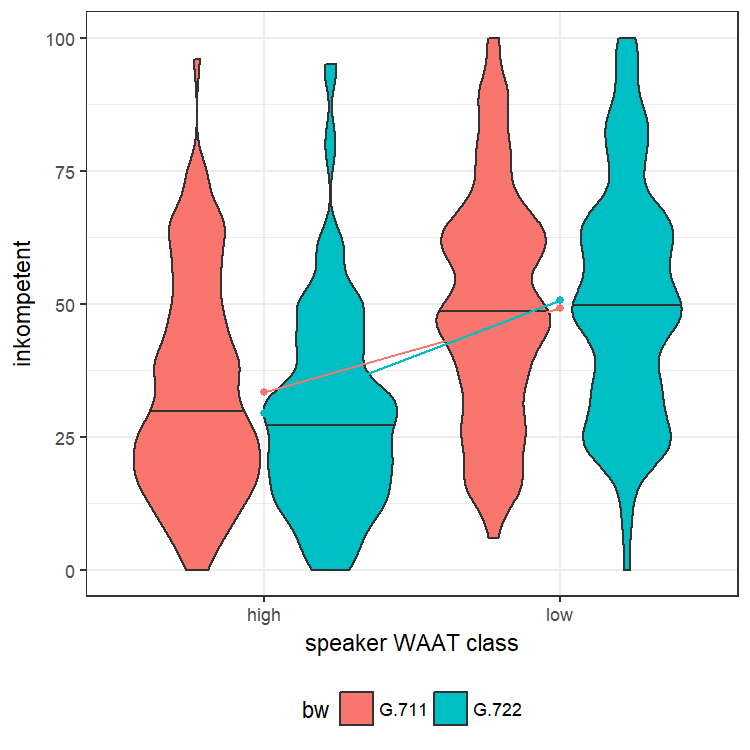 100
75
50
25
0
inkompetent
high low
speaker WAAT class
bw G.711 G.722